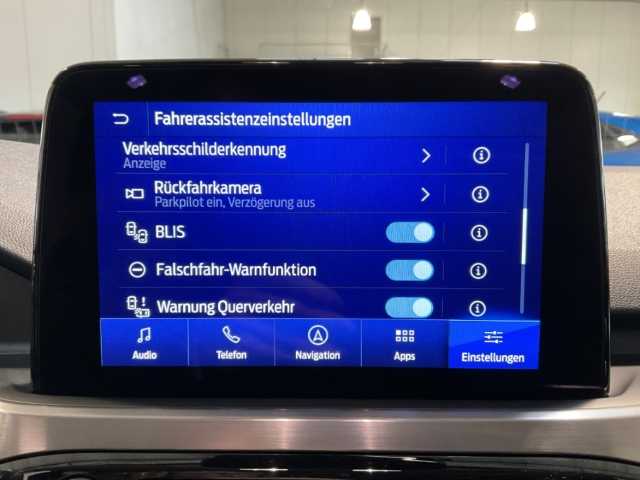 Fahrerassistenzeinstellungen
Verkehrsschilderkennung
Anzeige
Rückfahrkamera
Parkpilot ein, Verzögerung aus
BLIS
Falschfahr-Warnfunktion
Warnung Querverkehr
Audio
Telefon
Navigation
Apps
Einstellungen